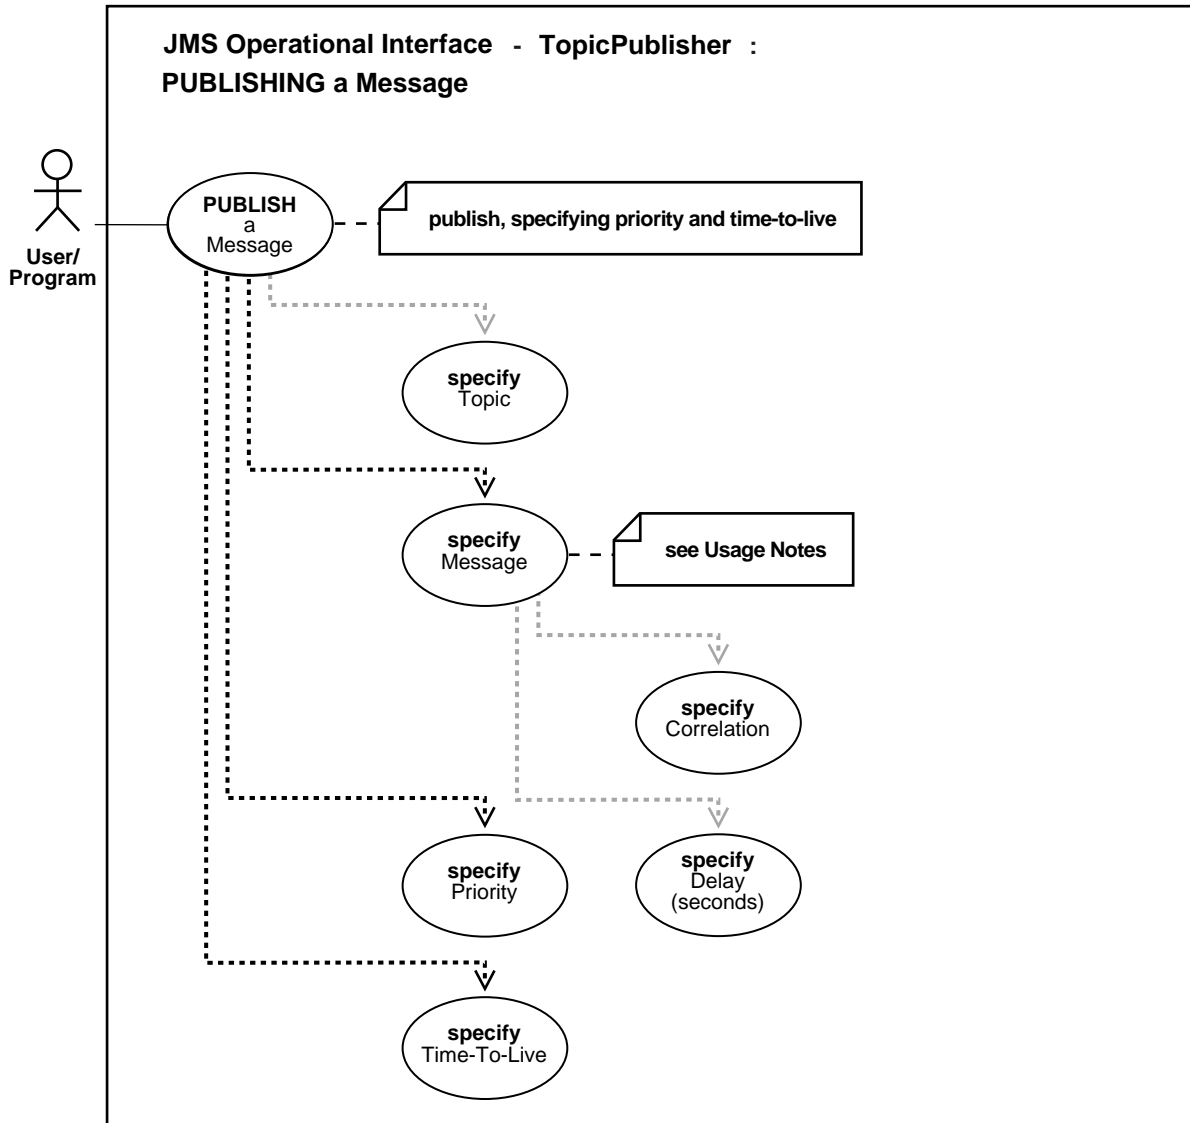 JMS Operational Interface - TopicPublisher :
PUBLISHING a Message
PUBLISH
a
Message
publish, specifying priority and time-to-live
User/
Program
specify
Topic
specify
Message
see Usage Notes
specify
Correlation
specify
Priority
specify
Delay
(seconds)
specify
Time-To-Live